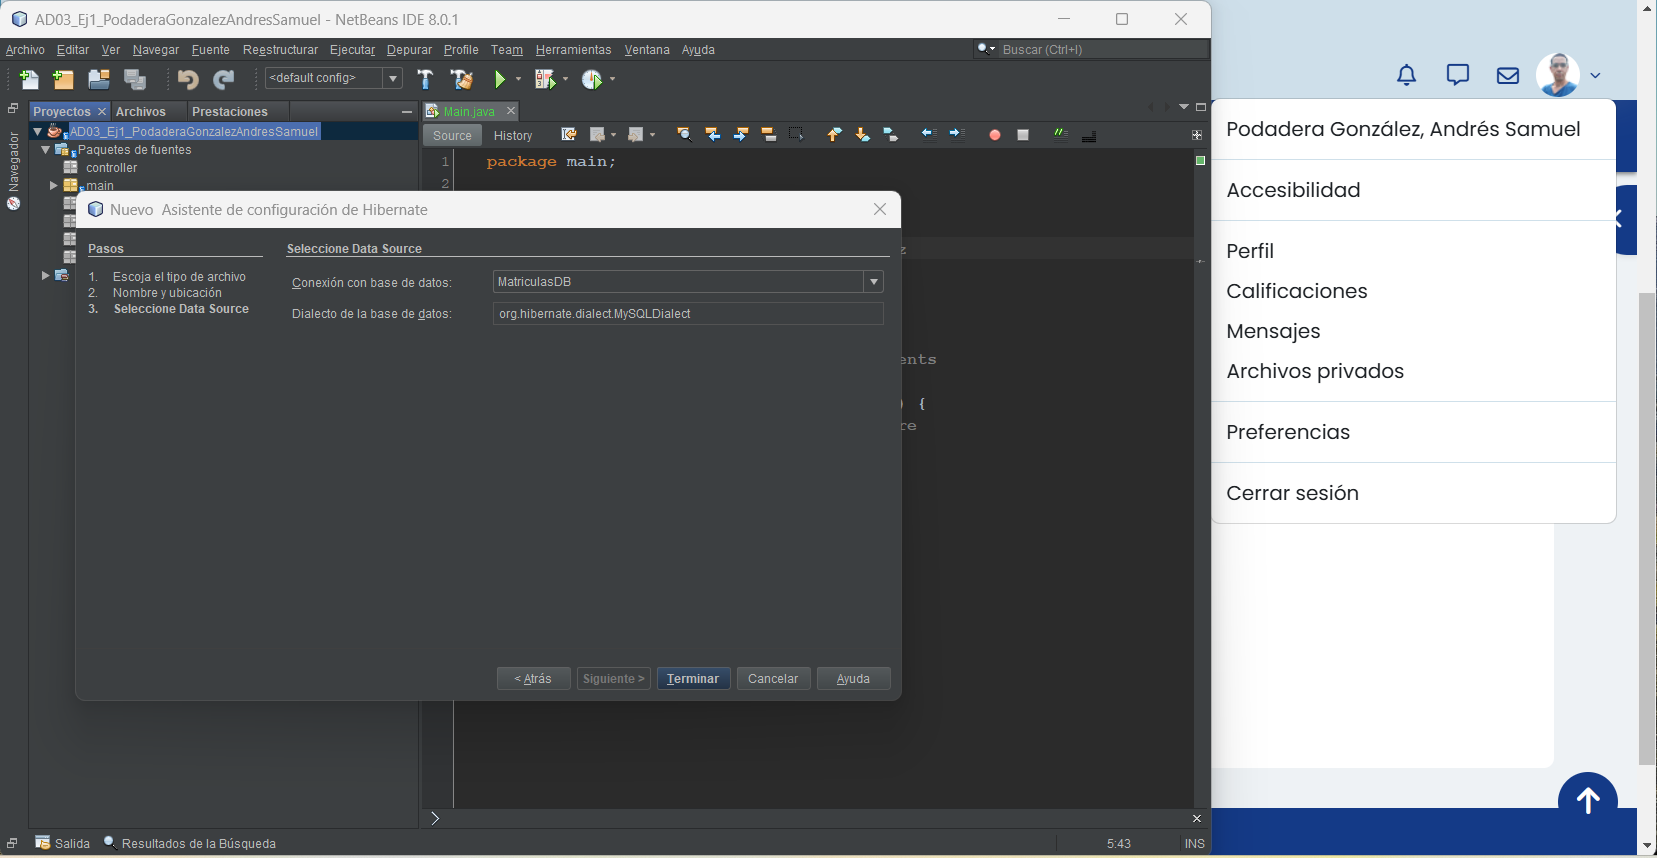 AD03_Ej1_PodaderaGonzalezAndresSamuel - NetBeans IDE 8.0.1
Archivo Editar Ver Navegar Fuente Reestructurar Ejecutar Depurar Profile Team Herramientas Ventana Ayuda
Buscar (Ctrl+I)
<default config>
Proyectos Archivos Prestaciones
Navegador
AD03_Ej1_PodaderaGonzalezAndresSamuel
Paquetes de fuentes
controller
main
Main.java
Source History
1 package main;
2
z
ents
) {
re
Nuevo Asistente de configuración de Hibernate
Pasos
1. Escoja el tipo de archivo
2. Nombre y ubicación
3. Seleccione Data Source
Seleccione Data Source
Conexión con base de datos: MatriculasDB
Dialecto de la base de datos: org.hibernate.dialect.MySQLDialect
< Atrás Siguiente > Terminar Cancelar Ayuda
Salida Resultados de la Búsqueda
5:43 INS
Podadera González, Andrés Samuel
Accesibilidad
Perfil
Calificaciones
Mensajes
Archivos privados
Preferencias
Cerrar sesión